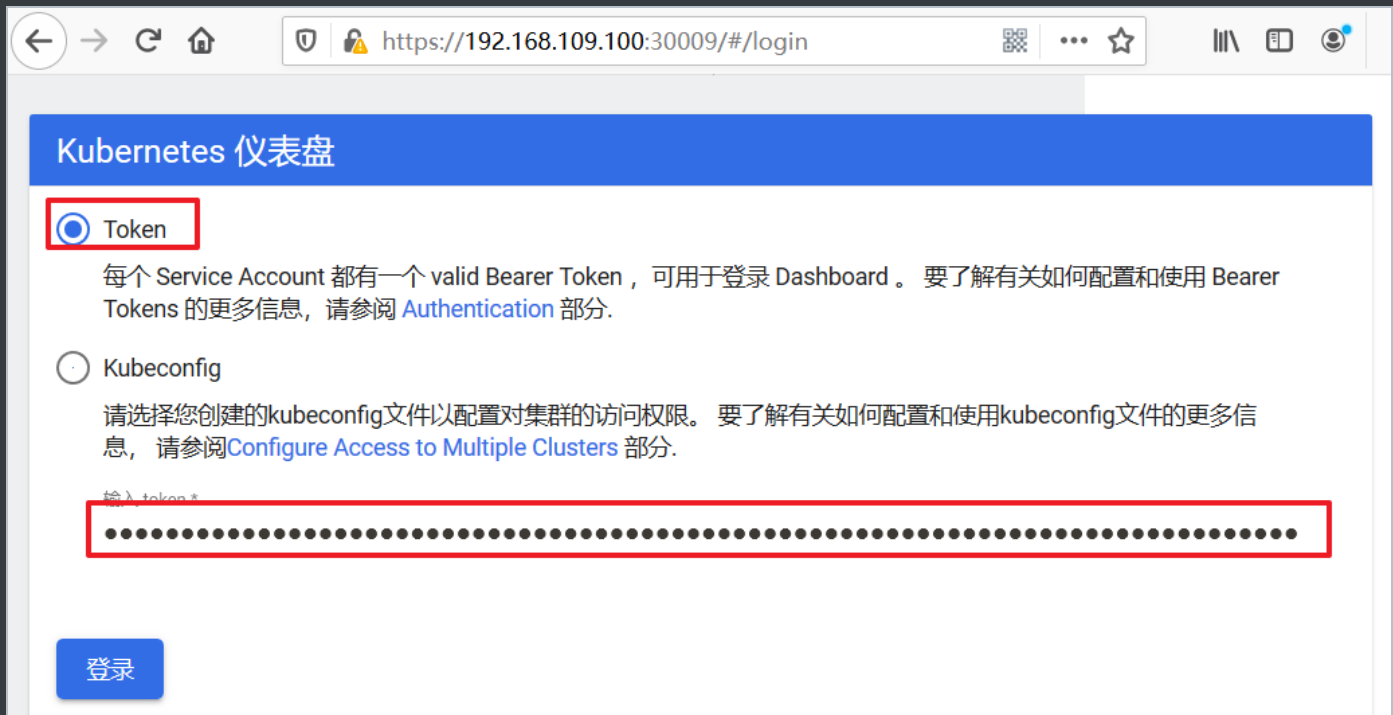 https://192.168.109.100:30009/#/login
Kubernetes 仪表盘
Token
每个 Service Account 都有一个 valid Bearer Token ，可用于登录 Dashboard 。 要了解有关如何配置和使用 Bearer
Tokens 的更多信息，请参阅 Authentication 部分.
Kubeconfig
请选择您创建的kubeconfig文件以配置对集群的访问权限。 要了解有关如何配置和使用kubeconfig文件的更多信
息， 请参阅Configure Access to Multiple Clusters 部分.
输入 token *
登录